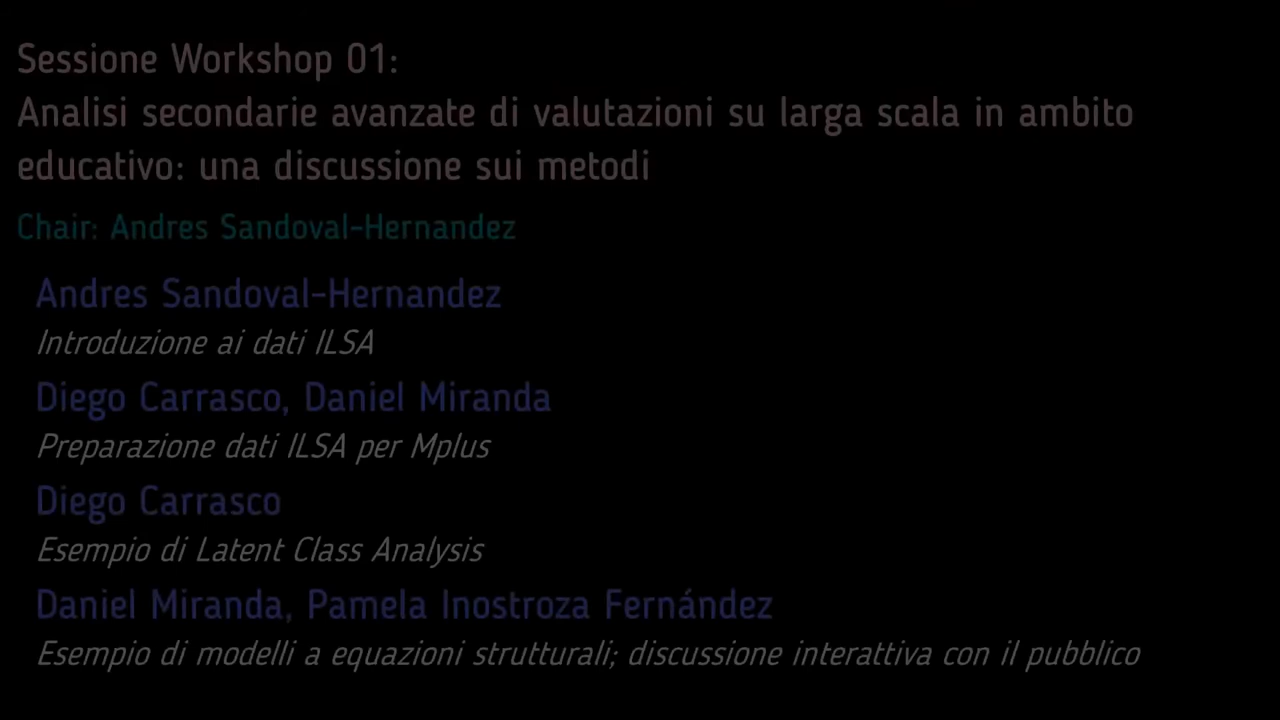 Sessione Workshop 01:
Analisi secondarie avanzate di valutazioni su larga scala in ambito
educativo: una discussione sui metodi
Chair: Andres Sandoval-Hernandez
Andres Sandoval-Hernandez
Introduzione ai dati ILSA
Diego Carrasco, Daniel Miranda
Preparazione dati ILSA per Mplus
Diego Carrasco
Esempio di Latent Class Analysis
Daniel Miranda, Pamela Inostroza Fernández
Esempio di modelli a equazioni strutturali; discussione interattiva con il pubblico